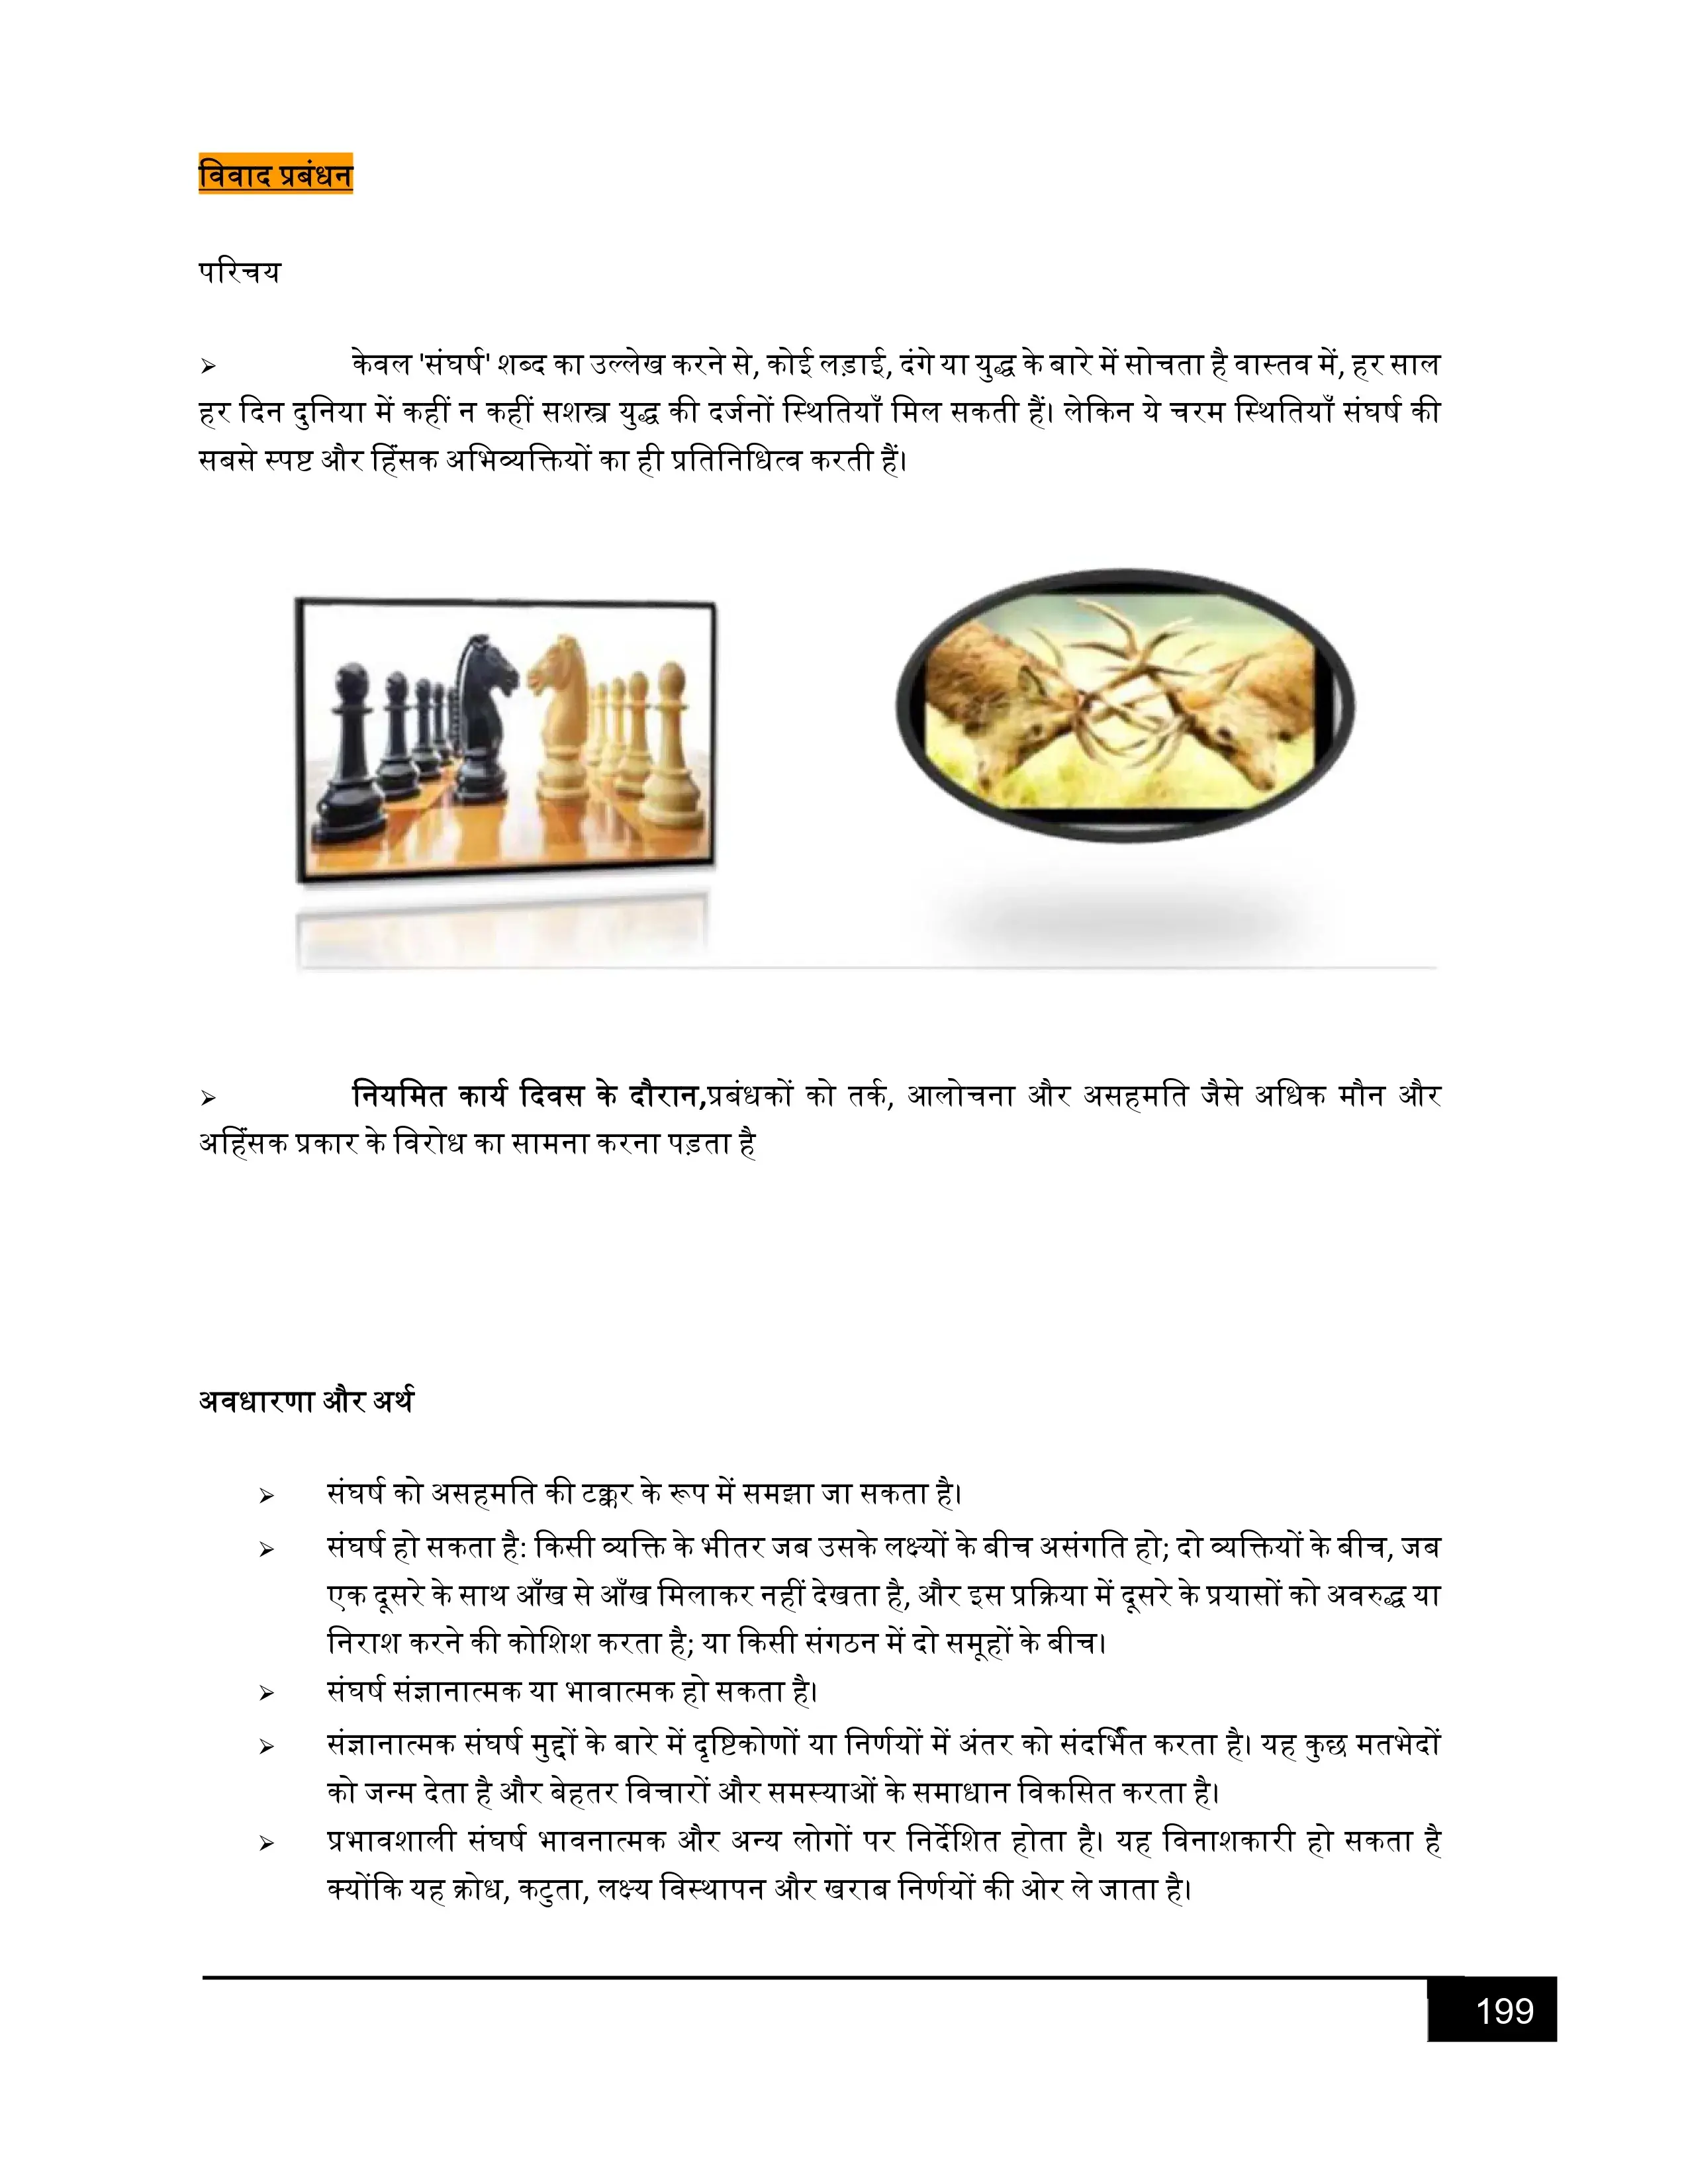 विवाद प्रबंधन
परिचय
➢ केवल 'संघर्ष' शब्द का उल्लेख करने से, कोई लड़ाई, दंगे या युद्ध के बारे में सोचता है वास्तव में, हर साल
हर दिन दुनिया में कहीं न कहीं सशस्त्र युद्ध की दर्जनों स्थितियाँ मिल सकती हैं। लेकिन ये चरम स्थितियाँ संघर्ष की
सबसे स्पष्ट और हिंसक अभिव्यक्तियों का ही प्रतिनिधित्व करती हैं।
➢ नियमित कार्य दिवस के दौरान,प्रबंधकों को तर्क, आलोचना और असहमति जैसे अधिक मौन और
अहिंसक प्रकार के विरोध का सामना करना पड़ता है
अवधारणा और अर्थ
➢ संघर्ष को असहमति की टक्कर के रूप में समझा जा सकता है।
➢ संघर्ष हो सकता है: किसी व्यक्ति के भीतर जब उसके लक्ष्यों के बीच असंगति हो; दो व्यक्तियों के बीच, जब
एक दूसरे के साथ आँख से आँख मिलाकर नहीं देखता है, और इस प्रक्रिया में दूसरे के प्रयासों को अवरुद्ध या
निराश करने की कोशिश करता है; या किसी संगठन में दो समूहों के बीच।
➢ संघर्ष संज्ञानात्मक या भावात्मक हो सकता है।
➢ संज्ञानात्मक संघर्ष मुद्दों के बारे में दृष्टिकोणों या निर्णयों में अंतर को संदर्भित करता है। यह कुछ मतभेदों
को जन्म देता है और बेहतर विचारों और समस्याओं के समाधान विकसित करता है।
➢ प्रभावशाली संघर्ष भावनात्मक और अन्य लोगों पर निर्देशित होता है। यह विनाशकारी हो सकता है
क्योंकि यह क्रोध, कटुता, लक्ष्य विस्थापन और खराब निर्णयों की ओर ले जाता है।
199